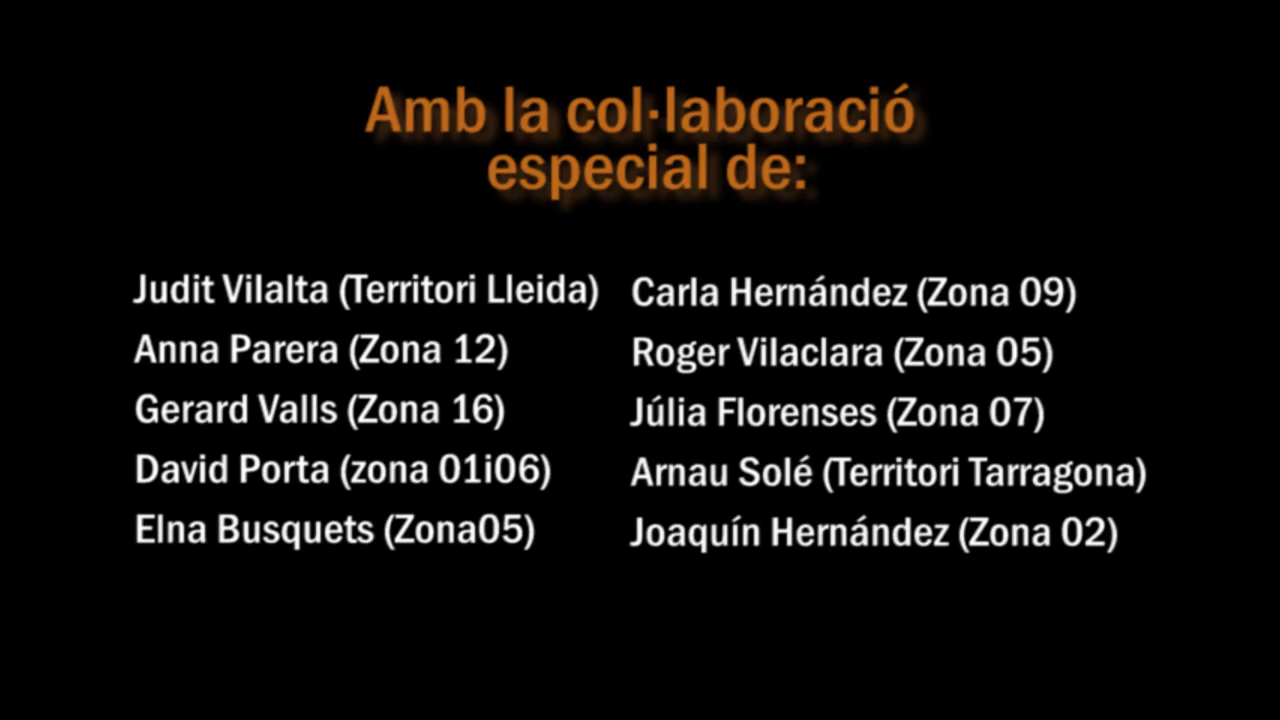 Amb la col·laboració
especial de:
Judit Vilalta (Territori Lleida)
Anna Parera (Zona 12)
Gerard Valls (Zona 16)
David Porta (zona 01i06)
Elna Busquets (Zona05)
Carla Hernández (Zona 09)
Roger Vilaclara (Zona 05)
Júlia Florenses (Zona 07)
Arnau Solé (Territori Tarragona)
Joaquín Hernández (Zona 02)